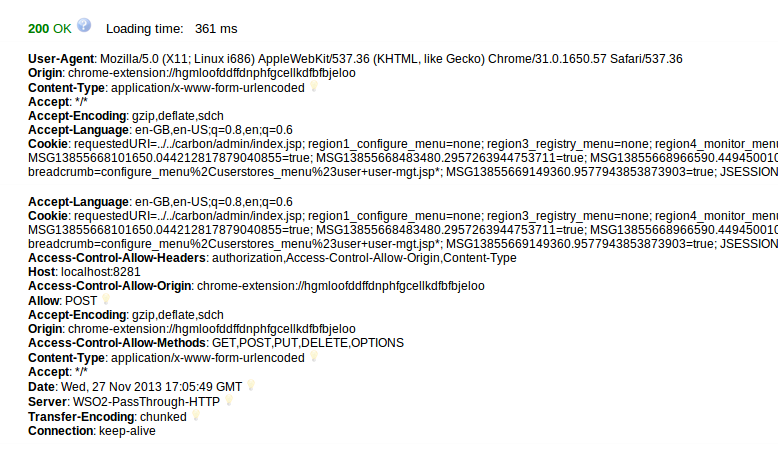 200 OK Loading time: 361 ms
User-Agent: Mozilla/5.0 (X11; Linux i686) AppleWebKit/537.36 (KHTML, like Gecko) Chrome/31.0.1650.57 Safari/537.36
Origin: chrome-extension://hgmloofddffdnphfgcellkdfbfbjeloo
Content-Type: application/x-www-form-urlencoded
Accept: */*
Accept-Encoding: gzip,deflate,sdch
Accept-Language: en-GB,en-US;q=0.8,en;q=0.6
Cookie: requestedURI=../../carbon/admin/index.jsp; region1_configure_menu=none; region3_registry_menu=none; region4_monitor_menu
MSG13855668101650.044212817879040855=true; MSG13855668483480.2957263944753711=true; MSG13855668966590.449450010
breadcrumb=configure_menu%2Cuserstores_menu%23user+user-mgt.jsp*; MSG13855669149360.9577943853873903=true; JSESSION
Accept-Language: en-GB,en-US;q=0.8,en;q=0.6
Cookie: requestedURI=../../carbon/admin/index.jsp; region1_configure_menu=none; region3_registry_menu=none; region4_monitor_menu
MSG13855668101650.044212817879040855=true; MSG13855668483480.2957263944753711=true; MSG13855668966590.449450010
breadcrumb=configure_menu%2Cuserstores_menu%23user+user-mgt.jsp*; MSG13855669149360.9577943853873903=true; JSESSION
Access-Control-Allow-Headers: authorization,Access-Control-Allow-Origin,Content-Type
Host: localhost:8281
Access-Control-Allow-Origin: chrome-extension://hgmloofddffdnphfgcellkdfbfbjeloo
Allow: POST
Accept-Encoding: gzip,deflate,sdch
Origin: chrome-extension://hgmloofddffdnphfgcellkdfbfbjeloo
Access-Control-Allow-Methods: GET,POST,PUT,DELETE,OPTIONS
Content-Type: application/x-www-form-urlencoded
Accept: */*
Date: Wed, 27 Nov 2013 17:05:49 GMT
Server: WSO2-PassThrough-HTTP
Transfer-Encoding: chunked
Connection: keep-alive